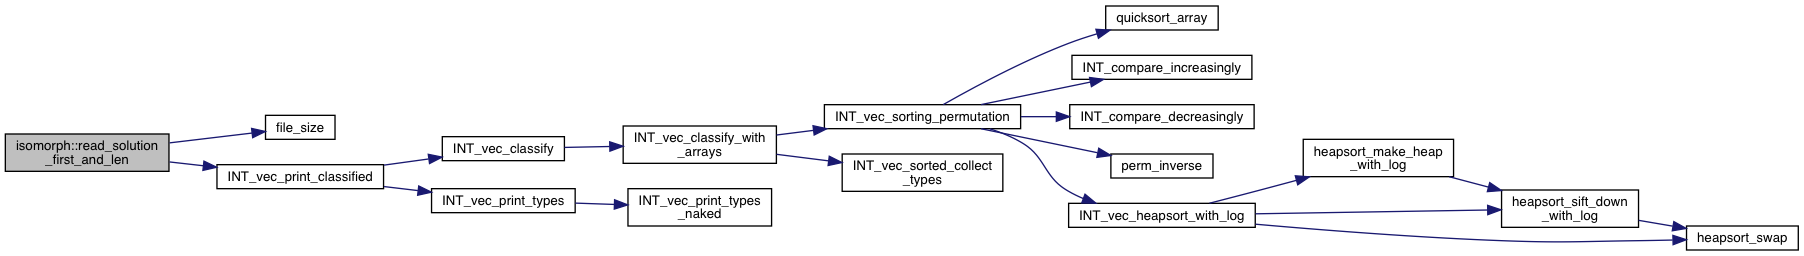 isomorph::read_solution
_first_and_len
file_size
INT_vec_print_classified
INT_vec_classify
INT_vec_print_types
INT_vec_classify_with
_arrays
INT_vec_print_types
_naked
INT_vec_sorting_permutation
INT_vec_sorted_collect
_types
quicksort_array
INT_compare_increasingly
INT_compare_decreasingly
perm_inverse
INT_vec_heapsort_with_log
heapsort_make_heap
_with_log
heapsort_sift_down
_with_log
heapsort_swap